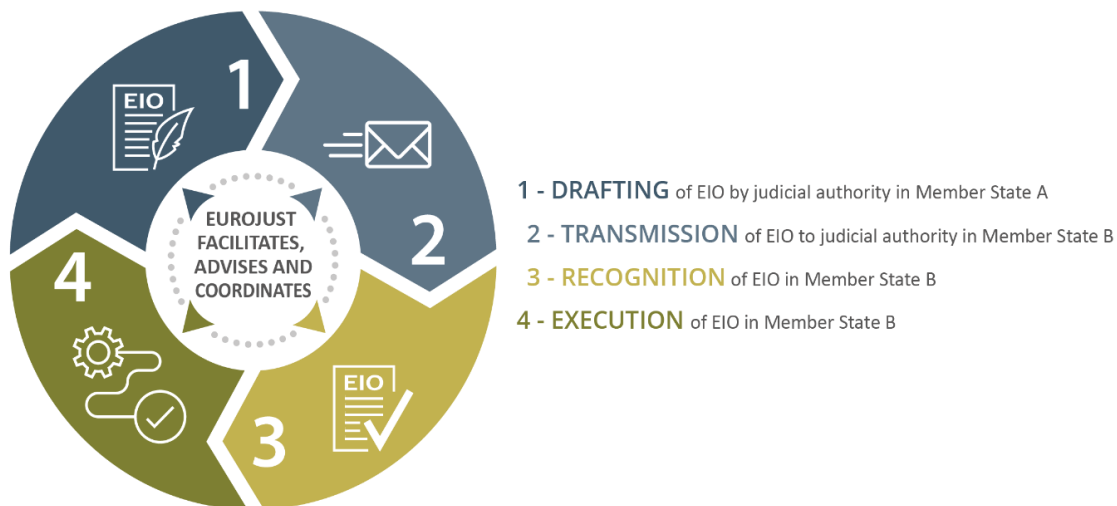 EIO
1
2
EUROJUST
FACILITATES,
ADVISES AND
COORDINATES
4
EIO
3
1 - DRAFTING of EIO by judicial authority in Member State A
2 - TRANSMISSION of EIO to judicial authority in Member State B
3 - RECOGNITION of EIO in Member State B
4 - EXECUTION of EIO in Member State B